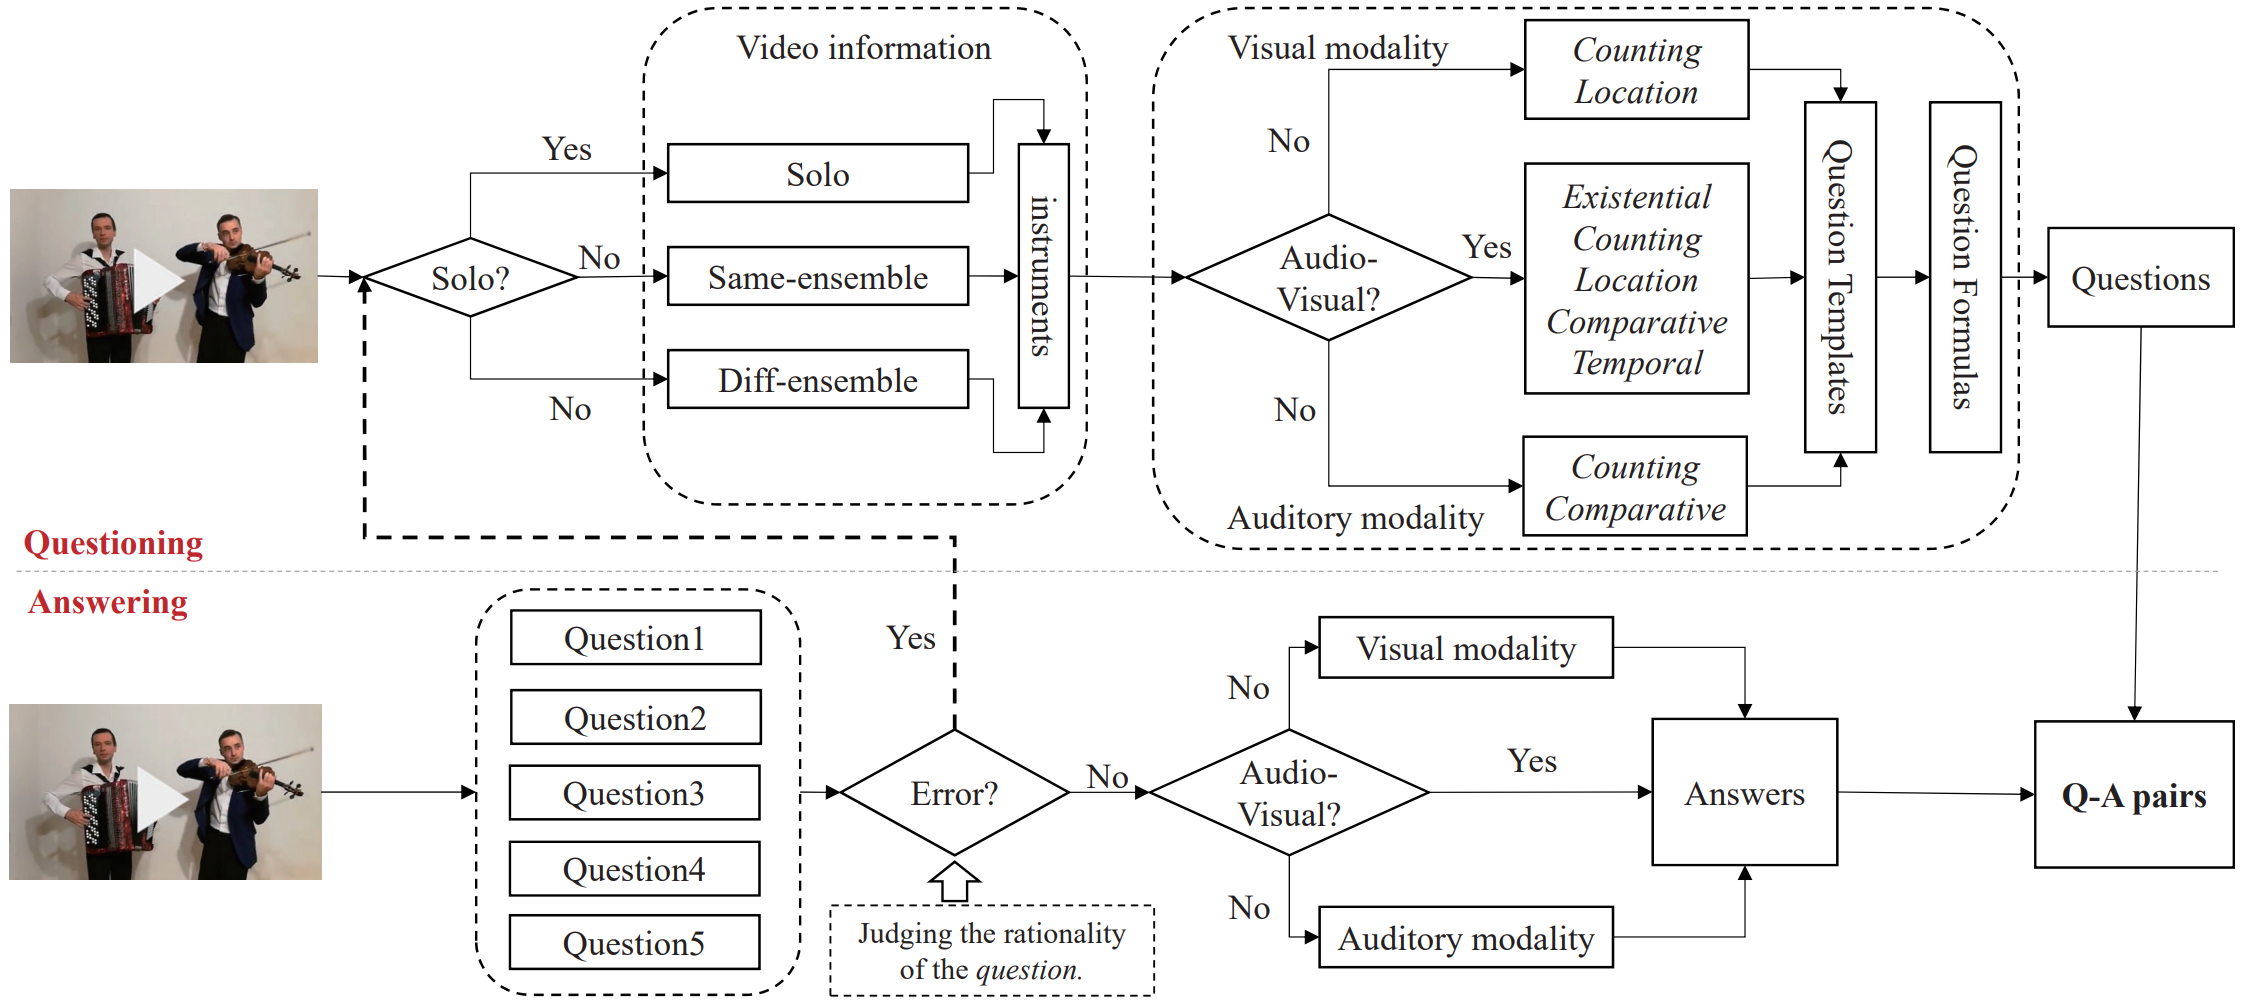 Video information
Visual modality
Counting
Location
Yes
Solo
No
Existential
Counting
Location
Comparative
Temporal
Solo?
No
Same-ensemble
instruments
Audio-
Visual?
Yes
Question Templates
Question Formulas
Questions
No
Diff-ensemble
No
Counting
Comparative
Auditory modality
Questioning
Answering
Question1
Question2
Question3
Question4
Question5
Yes
Error?
No
Judging the rationality
of the question.
No
Visual modality
Audio-
Visual?
Yes
Answers
Q-A pairs
No
Auditory modality